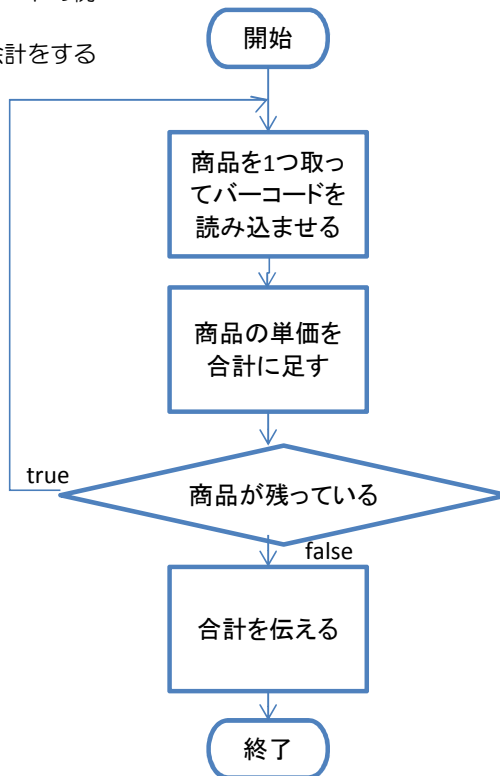 会計をする
開始
商品を1つ取っ
てバーコードを
読み込ませる
商品の単価を
合計に足す
true
商品が残っている
false
合計を伝える
終了